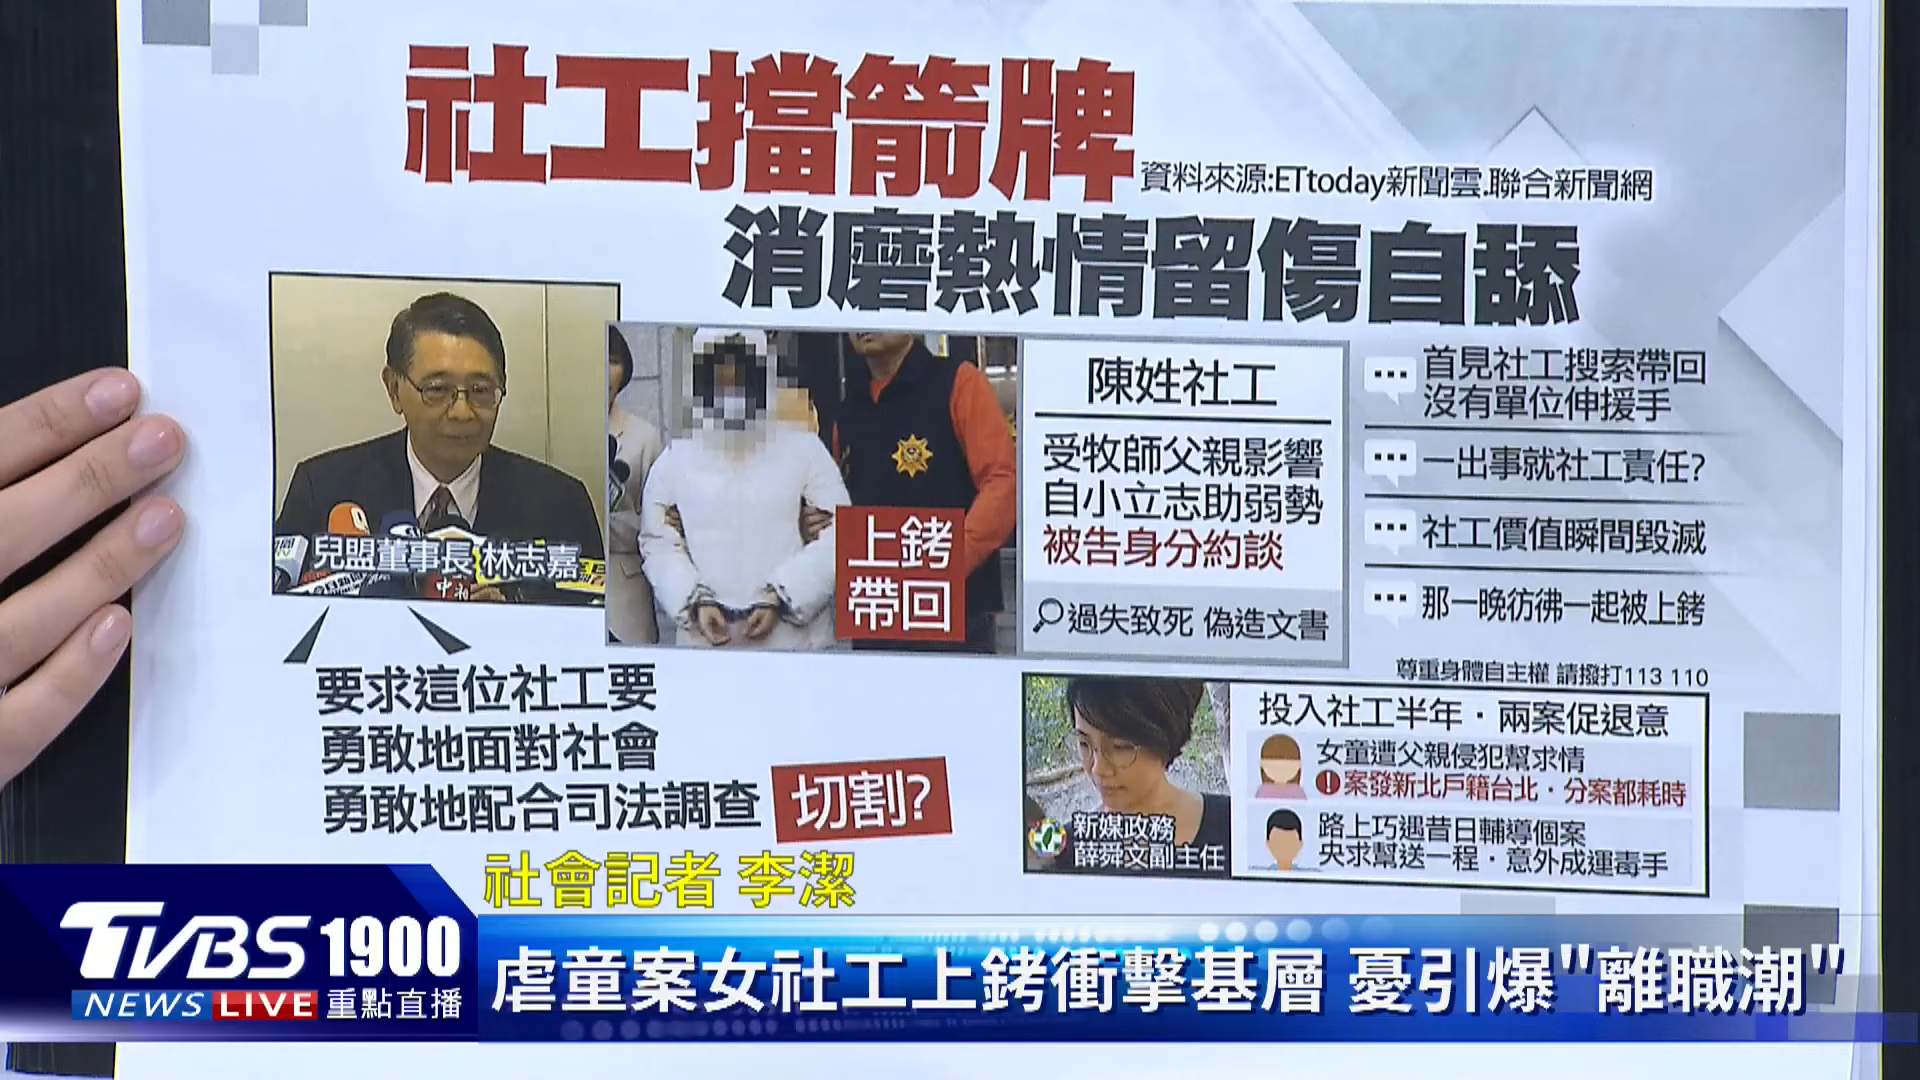 社工擋箭牌
資料來源:ETtoday新聞雲.聯合新聞網
消磨熱情留傷自舔
兒盟董事長 林志嘉
要求這位社工要
勇敢地面對社會
勇敢地配合司法調查
切割?
上銬
帶回
陳姓社工
受牧師父親影響
自小立志助弱勢
被告身分約談
過失致死 偽造文書
首見社工搜索帶回
沒有單位伸援手
一出事就社工責任?
社工價值瞬間毀滅
那一晚彷彿一起被上銬
尊重身體自主權 請撥打113 110
新媒政務
薛舜文副主任
投入社工半年·兩案促退意
女童遭父親侵犯幫求情
!案發新北戶籍台北·分案都耗時
路上巧遇昔日輔導個案
央求幫送一程·意外成運毒手
社會記者 李潔
TVBS 1900
NEWS LIVE 重點直播
虐童案女社工上銬衝擊基層 憂引爆"離職潮"